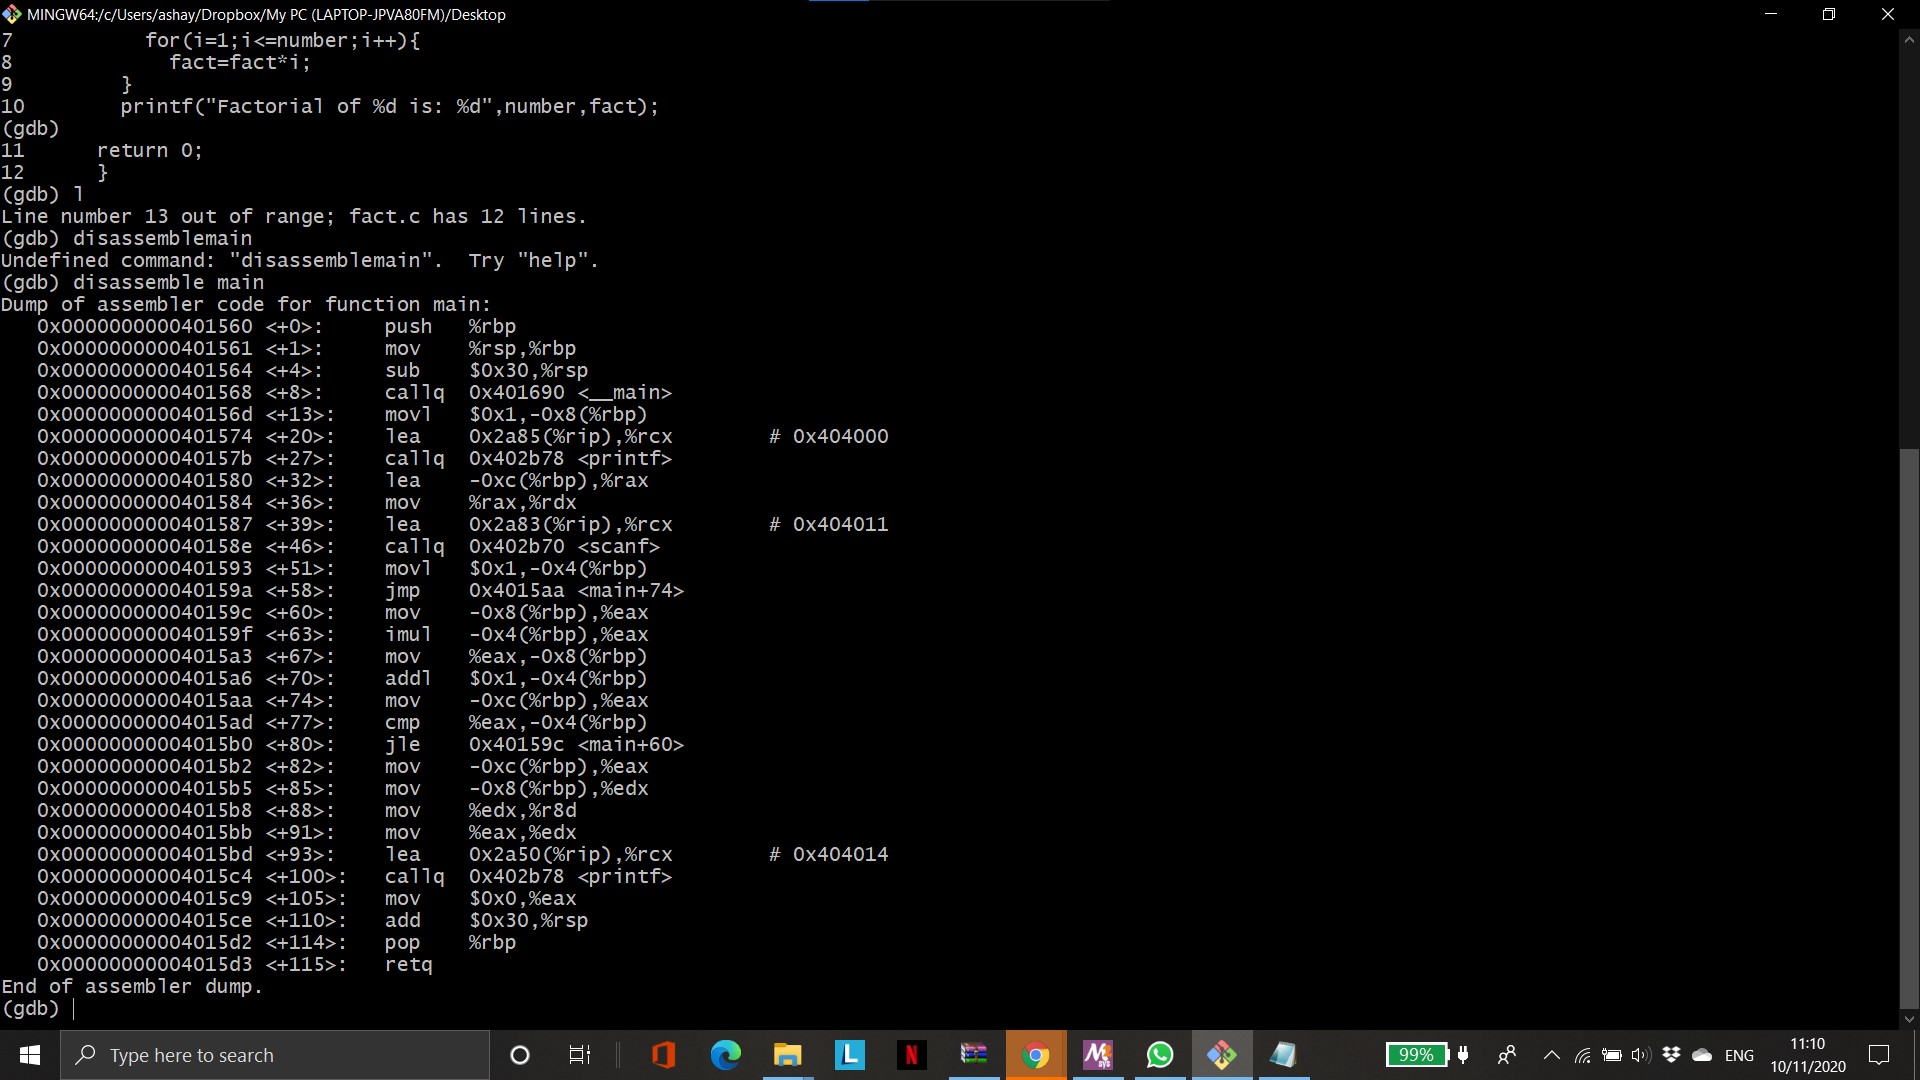 MINGW64:/c/Users/ashay/Dropbox/My PC (LAPTOP-JPVA80FM)/Desktop
7 for(i=1;i<=number;i++){
8 fact=fact*i;
9 }
10 printf("Factorial of %d is: %d",number,fact);
(gdb)
11 return 0;
12 }
(gdb) l
Line number 13 out of range; fact.c has 12 lines.
(gdb) disassemblemain
Undefined command: "disassemblemain". Try "help".
(gdb) disassemble main
Dump of assembler code for function main:
0x0000000000401560 <+0>: push %rbp
0x0000000000401561 <+1>: mov %rsp,%rbp
0x0000000000401564 <+4>: sub $0x30,%rsp
0x0000000000401568 <+8>: callq 0x401690 <__main>
0x000000000040156d <+13>: movl $0x1,-0x8(%rbp)
0x0000000000401574 <+20>: lea 0x2a85(%rip),%rcx # 0x404000
0x000000000040157b <+27>: callq 0x402b78 <printf>
0x0000000000401580 <+32>: lea -0xc(%rbp),%rax
0x0000000000401584 <+36>: mov %rax,%rdx
0x0000000000401587 <+39>: lea 0x2a83(%rip),%rcx # 0x404011
0x000000000040158e <+46>: callq 0x402b70 <scanf>
0x0000000000401593 <+51>: movl $0x1,-0x4(%rbp)
0x000000000040159a <+58>: jmp 0x4015aa <main+74>
0x000000000040159c <+60>: mov -0x8(%rbp),%eax
0x000000000040159f <+63>: imul -0x4(%rbp),%eax
0x00000000004015a3 <+67>: mov %eax,-0x8(%rbp)
0x00000000004015a6 <+70>: addl $0x1,-0x4(%rbp)
0x00000000004015aa <+74>: mov -0xc(%rbp),%eax
0x00000000004015ad <+77>: cmp %eax,-0x4(%rbp)
0x00000000004015b0 <+80>: jle 0x40159c <main+60>
0x00000000004015b2 <+82>: mov -0xc(%rbp),%eax
0x00000000004015b5 <+85>: mov -0x8(%rbp),%edx
0x00000000004015b8 <+88>: mov %edx,%r8d
0x00000000004015bb <+91>: mov %eax,%edx
0x00000000004015bd <+93>: lea 0x2a50(%rip),%rcx # 0x404014
0x00000000004015c4 <+100>: callq 0x402b78 <printf>
0x00000000004015c9 <+105>: mov $0x0,%eax
0x00000000004015ce <+110>: add $0x30,%rsp
0x00000000004015d2 <+114>: pop %rbp
0x00000000004015d3 <+115>: retq
End of assembler dump.
(gdb)
Type here to search
L
N
M
sys
99%
ENG
11:10
10/11/2020